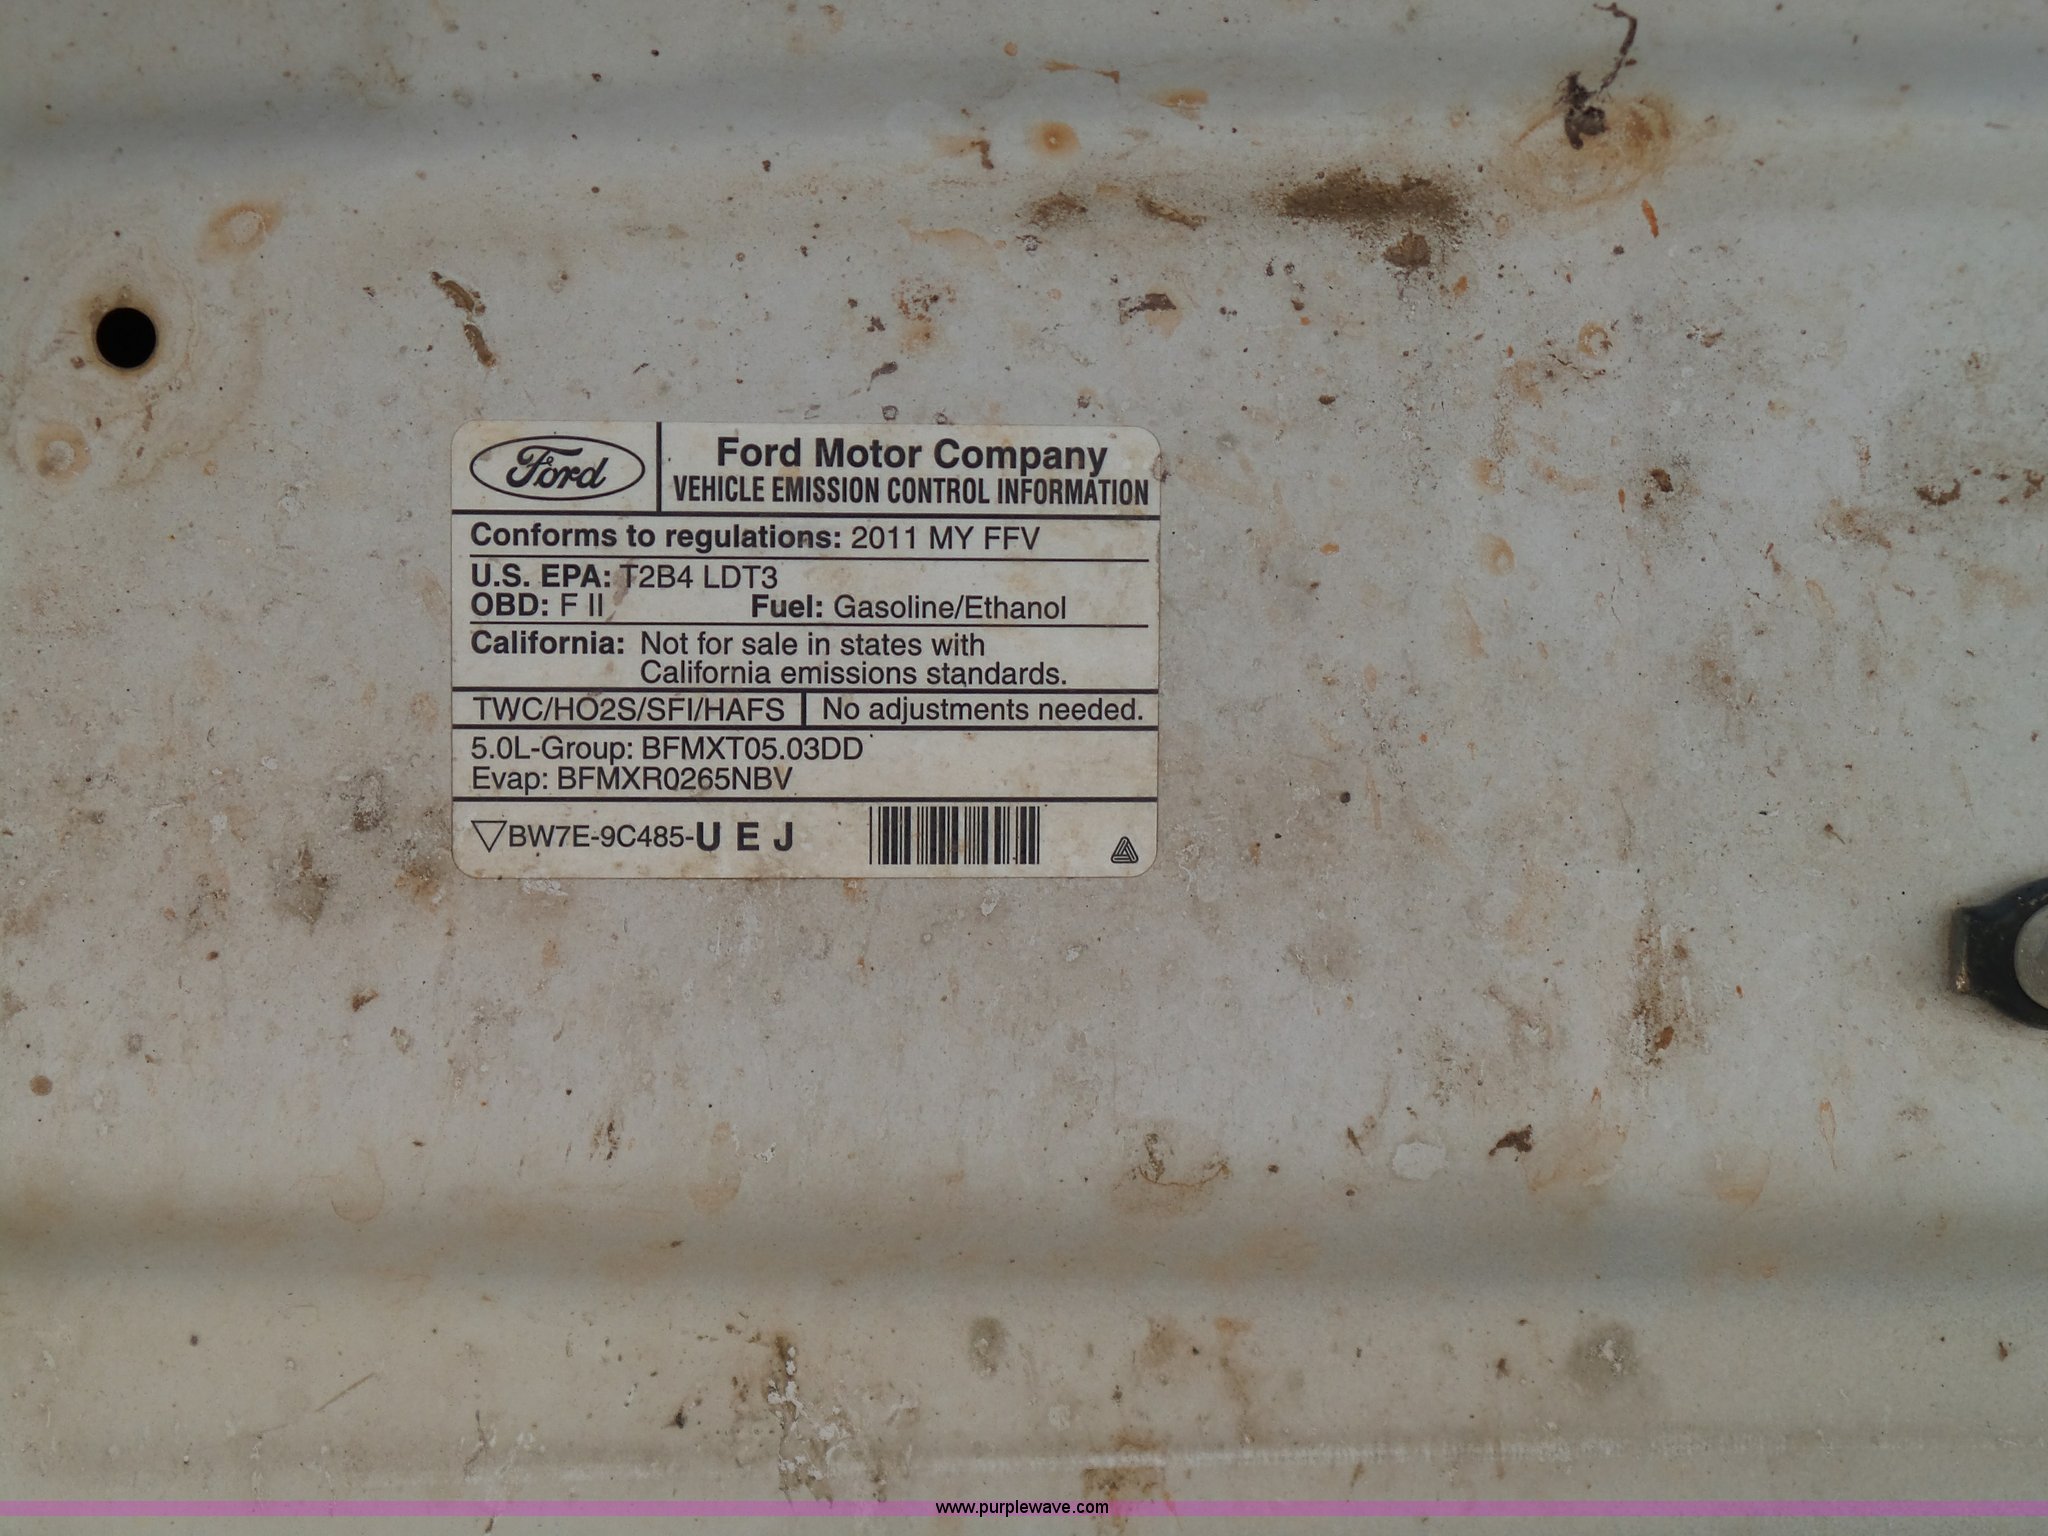 Ford
Ford Motor Company
VEHICLE EMISSION CONTROL INFORMATION
Conforms to regulations: 2011 MY FFV
U.S. EPA: T2B4 LDT3
OBD: F II Fuel: Gasoline/Ethanol
California: Not for sale in states with
California emissions standards.
TWC/HO2S/SFI/HAFS No adjustments needed.
5.0L-Group: BFMXT05.03DD
Evap: BFMXR0265NBV
BW7E-9C485-U E J
www.purplewave.com